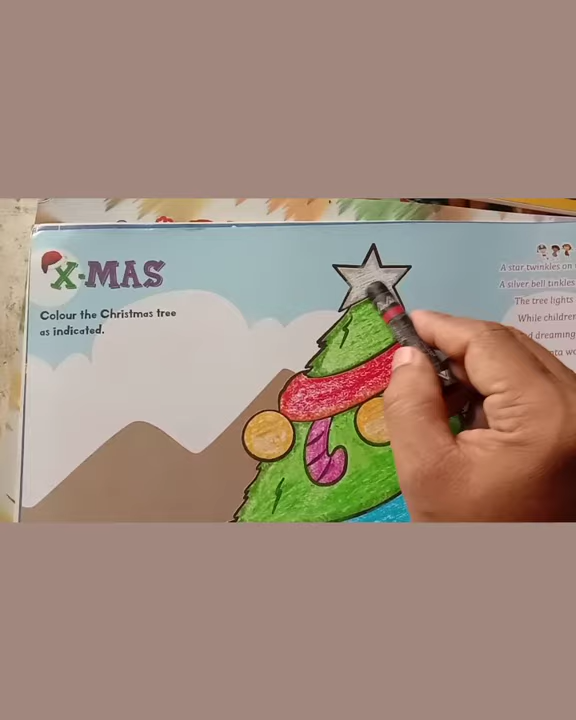 X-MAS
Colour the Christmas tree
as indicated.
A star twinkles on
A silver bell tinkles
The tree lights
While children
dreaming